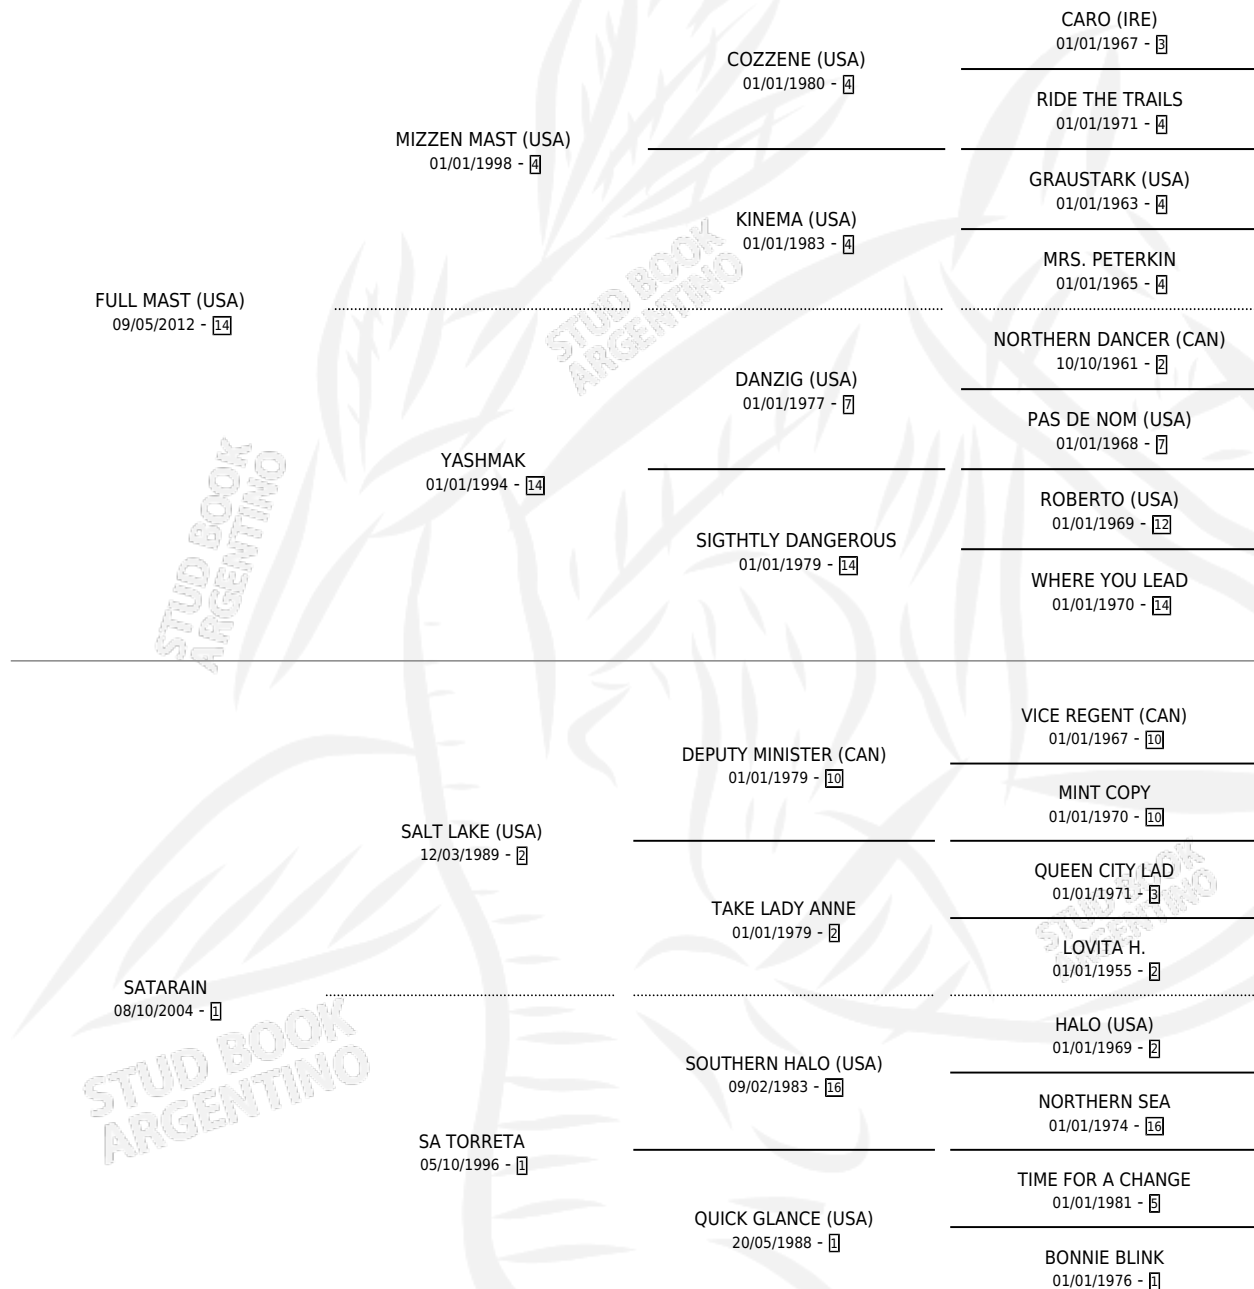 CARO (IRE)
01/01/1967 - 3
COZZENE (USA)
01/01/1980 - 4
RIDE THE TRAILS
01/01/1971 - 4
MIZZEN MAST (USA)
01/01/1998 - 4
GRAUSTARK (USA)
01/01/1963 - 4
KINEMA (USA)
01/01/1983 - 4
MRS. PETERKIN
01/01/1965 - 4
FULL MAST (USA)
09/05/2012 - 14
NORTHERN DANCER (CAN)
10/10/1961 - 2
DANZIG (USA)
01/01/1977 - 7
PAS DE NOM (USA)
01/01/1968 - 7
YASHMAK
01/01/1994 - 14
ROBERTO (USA)
01/01/1969 - 12
SIGTHTLY DANGEROUS
01/01/1979 - 14
WHERE YOU LEAD
01/01/1970 - 14
VICE REGENT (CAN)
01/01/1967 - 10
DEPUTY MINISTER (CAN)
01/01/1979 - 10
MINT COPY
01/01/1970 - 10
SALT LAKE (USA)
12/03/1989 - 2
QUEEN CITY LAD
01/01/1971 - 3
TAKE LADY ANNE
01/01/1979 - 2
LOVITA H.
01/01/1955 - 2
SATARAIN
08/10/2004 - 1
HALO (USA)
01/01/1969 - 2
SOUTHERN HALO (USA)
09/02/1983 - 16
NORTHERN SEA
01/01/1974 - 16
SA TORRETA
05/10/1996 - 1
TIME FOR A CHANGE
01/01/1981 - 5
QUICK GLANCE (USA)
20/05/1988 - 1
BONNIE BLINK
01/01/1976 - 1
STUD BOOK
ARGENTINO
STUD BOOK
ARGENTINO
STUD BOOK
ARGENTINO
STUD BOOK
ARGENTINO